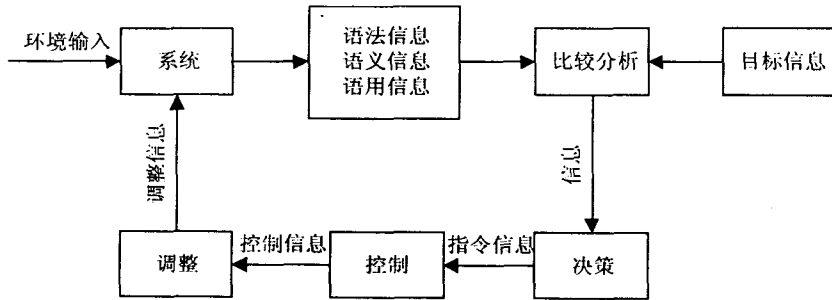 环境输入
系统
语法信息
语义信息
语用信息
比较分析
目标信息
调整信息
信息
调整
控制信息
控制
指令信息
决策